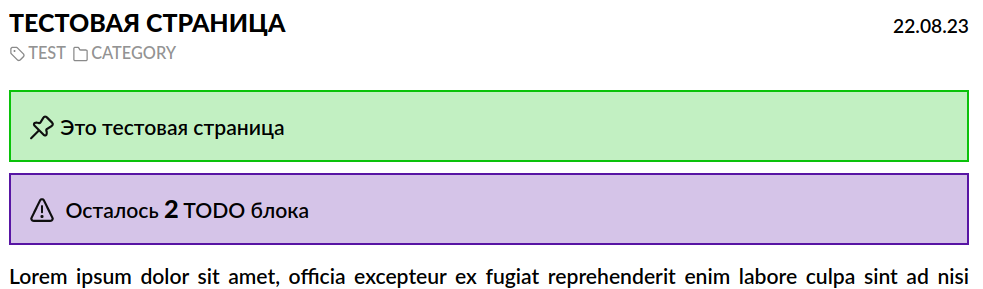 ТЕСТОВАЯ СТРАНИЦА
22.08.23
TEST CATEGORY
Это тестовая страница
Осталось 2 TODO блока
Lorem ipsum dolor sit amet, officia excepteur ex fugiat reprehenderit enim labore culpa sint ad nisi